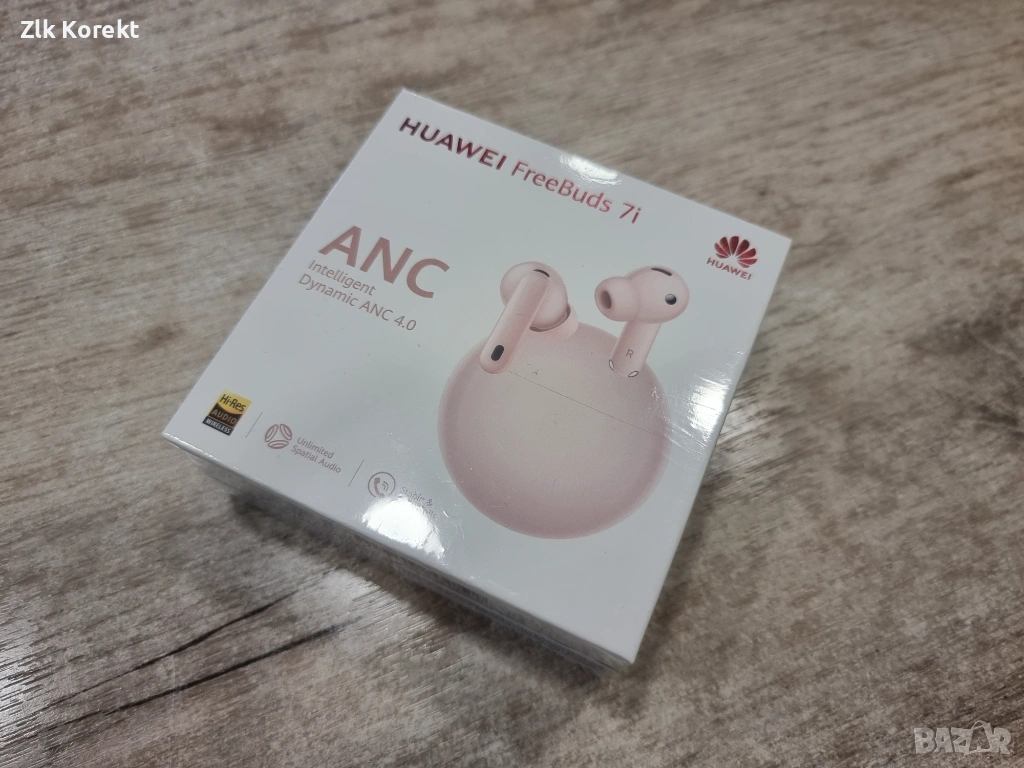 Zlk Korekt
HUAWEI FreeBuds 7i
HUAWEI
ANC
Intelligent
Dynamic ANC 4.0
R
Hi-Res
AUDIO
WIRELESS
Unlimited
Spatial Audio
BAZAR